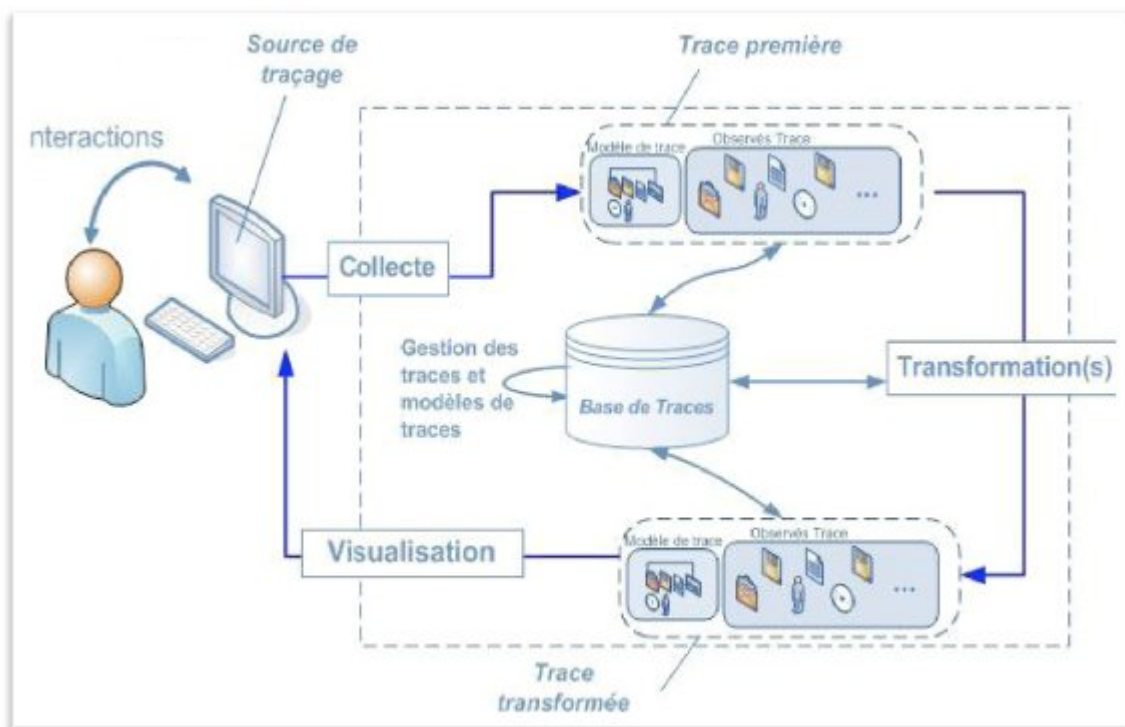 Source de
traçage
Trace première
nteractions
Modèle de trace
Observés Trace
...
Collecte
Gestion des
traces et
modèles de
traces
Base de Traces
Transformation(s)
Visualisation
Modèle de trace
Observés Trace
...
Trace
transformée